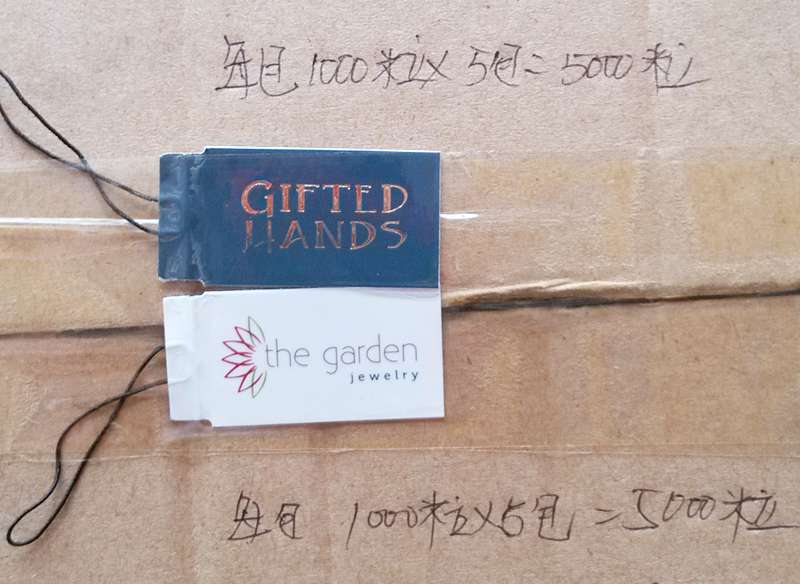 每包 1000粒 × 5包 = 5000粒
GIFTED
HANDS
the garden
jewelry
每包 1000粒×5包 = 5000粒